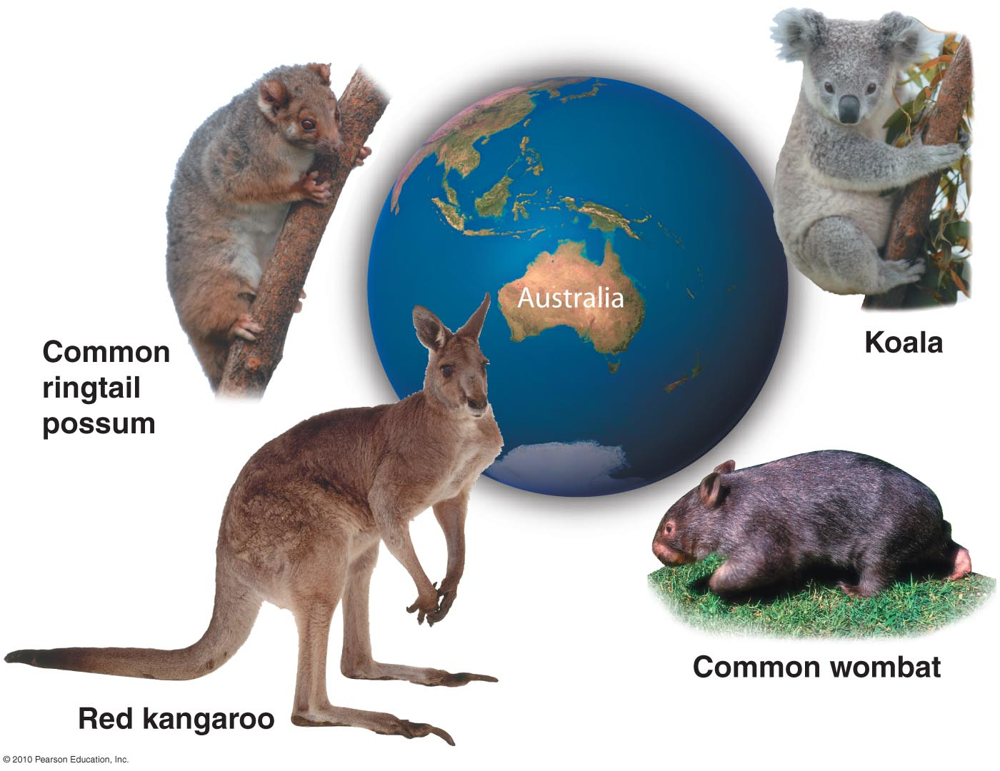 Australia
Koala
Common
ringtail
possum
Common wombat
Red kangaroo
© 2010 Pearson Education, Inc.